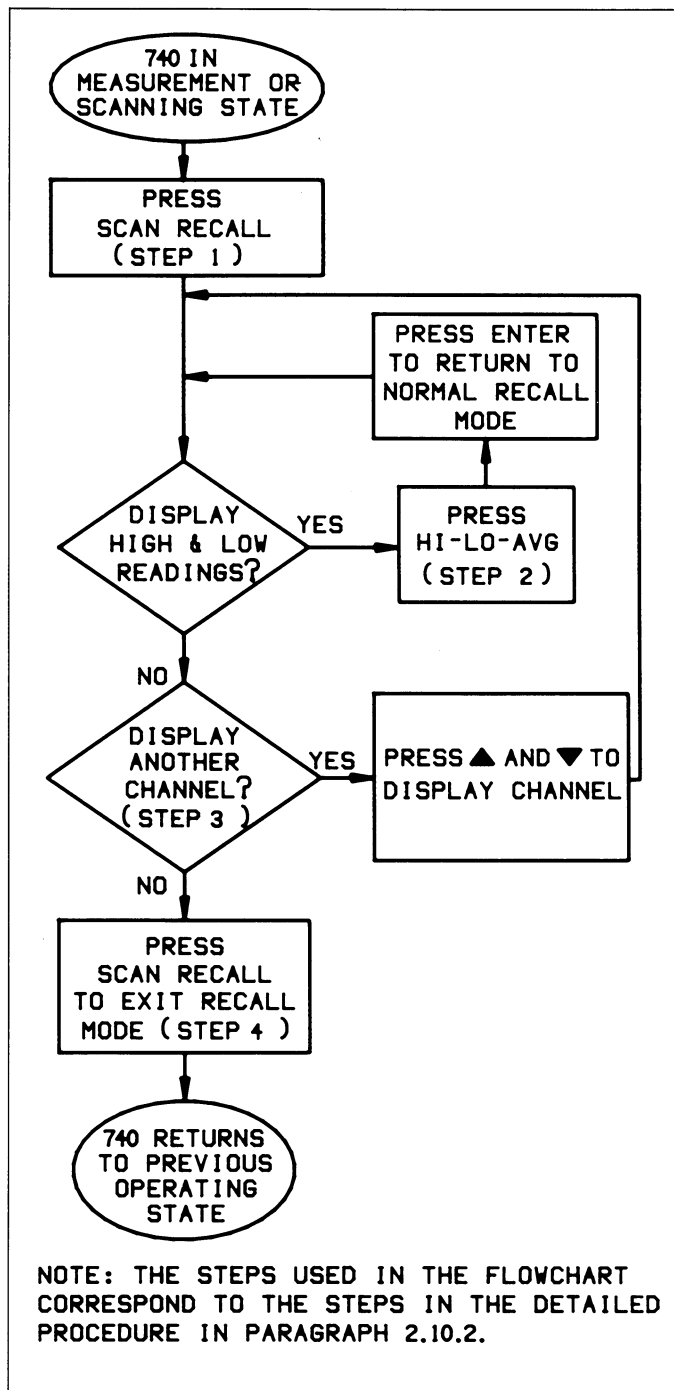 740 IN
MEASUREMENT OR
SCANNING STATE
PRESS
SCAN RECALL
(STEP 1)
PRESS ENTER
TO RETURN TO
NORMAL RECALL
MODE
DISPLAY
HIGH & LOW
READINGS?
YES
PRESS
HI-LO-AVG
(STEP 2)
NO
DISPLAY
ANOTHER
CHANNEL?
(STEP 3)
YES
PRESS ▲ AND ▼ TO
DISPLAY CHANNEL
NO
PRESS
SCAN RECALL
TO EXIT RECALL
MODE (STEP 4)
740 RETURNS
TO PREVIOUS
OPERATING
STATE
NOTE: THE STEPS USED IN THE FLOWCHART
CORRESPOND TO THE STEPS IN THE DETAILED
PROCEDURE IN PARAGRAPH 2.10.2.